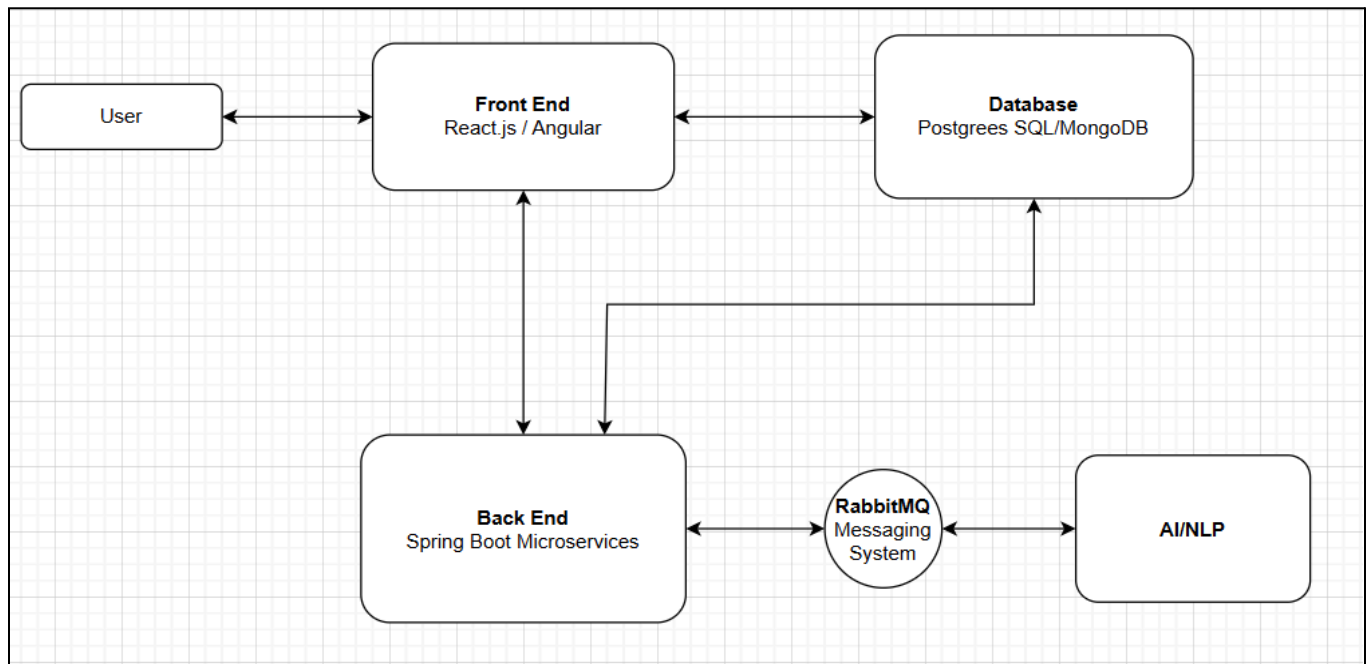 User
Front End
React.js / Angular
Database
Postgrees SQL/MongoDB
Back End
Spring Boot Microservices
RabbitMQ
Messaging
System
AI/NLP